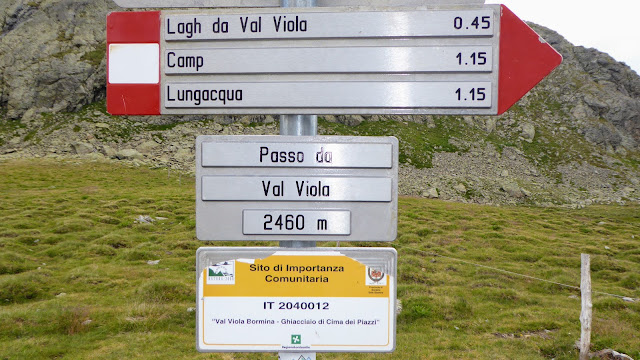 Lagh da Val Viola 0.45
Camp 1.15
Lungacqua 1.15
Passo da
Val Viola
2460 m
Sito di Importanza
Comunitaria
IT 2040012
"Val Viola Bormina - Ghiacciaio di Cima dei Piazzi"
RegioneLombardia